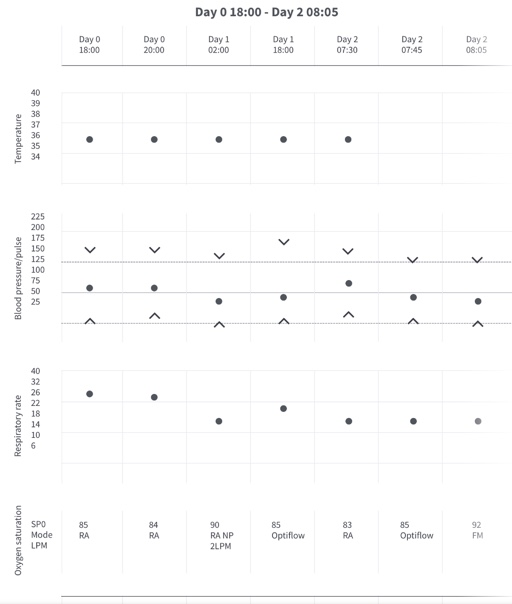 Day 0 18:00 - Day 2 08:05
Day 0 Day 0 Day 1 Day 1 Day 2 Day 2 Day 2
18:00 20:00 02:00 18:00 07:30 07:45 08:05
Temperature
40
39
38
37
36
35
34
Blood pressure/pulse
225
200
175
150
125
100
75
50
25
Respiratory rate
40
32
26
22
18
14
10
6
Oxygen saturation
SP0 85 84 90 85 83 85 92
Mode RA RA RA NP Optiflow RA Optiflow FM
LPM 2LPM